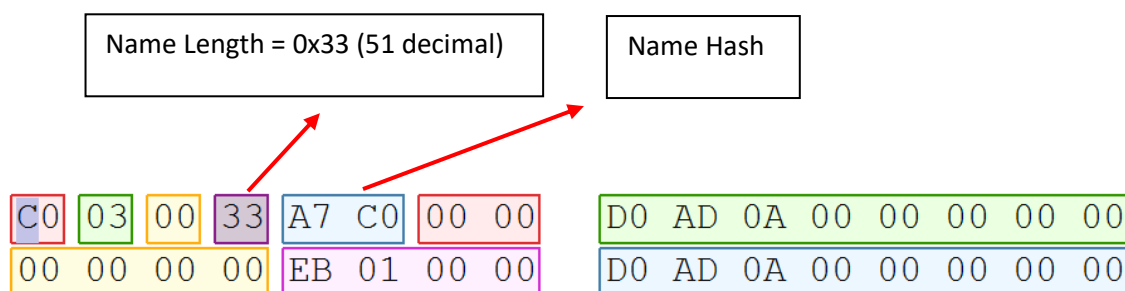 Name Length = 0x33 (51 decimal)
Name Hash
C0 03 00 33 A7 C0 00 00 D0 AD 0A 00 00 00 00 00
00 00 00 00 EB 01 00 00 D0 AD 0A 00 00 00 00 00